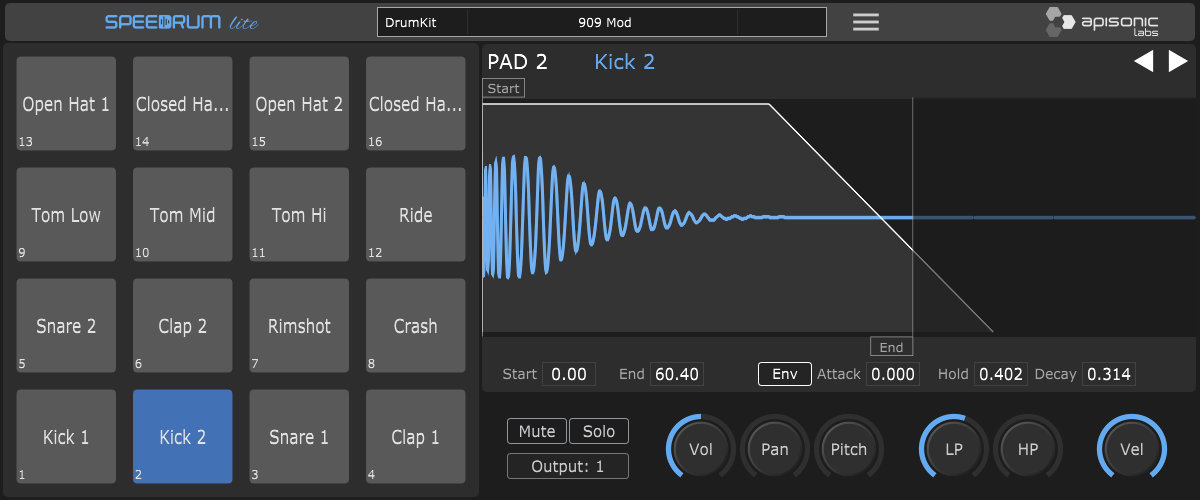 SPEEDRUM lite
DrumKit 909 Mod
apisonic labs
PAD 2 Kick 2
Start
Open Hat 1 Closed Ha... Open Hat 2 Closed Ha...
13 14 15 16
Tom Low Tom Mid Tom Hi Ride
9 10 11 12
Snare 2 Clap 2 Rimshot Crash
5 6 7 8
Kick 1 Kick 2 Snare 1 Clap 1
1 2 3 4
End
Start 0.00 End 60.40 Env Attack 0.000 Hold 0.402 Decay 0.314
Mute Solo
Output: 1
Vol Pan Pitch LP HP Vel